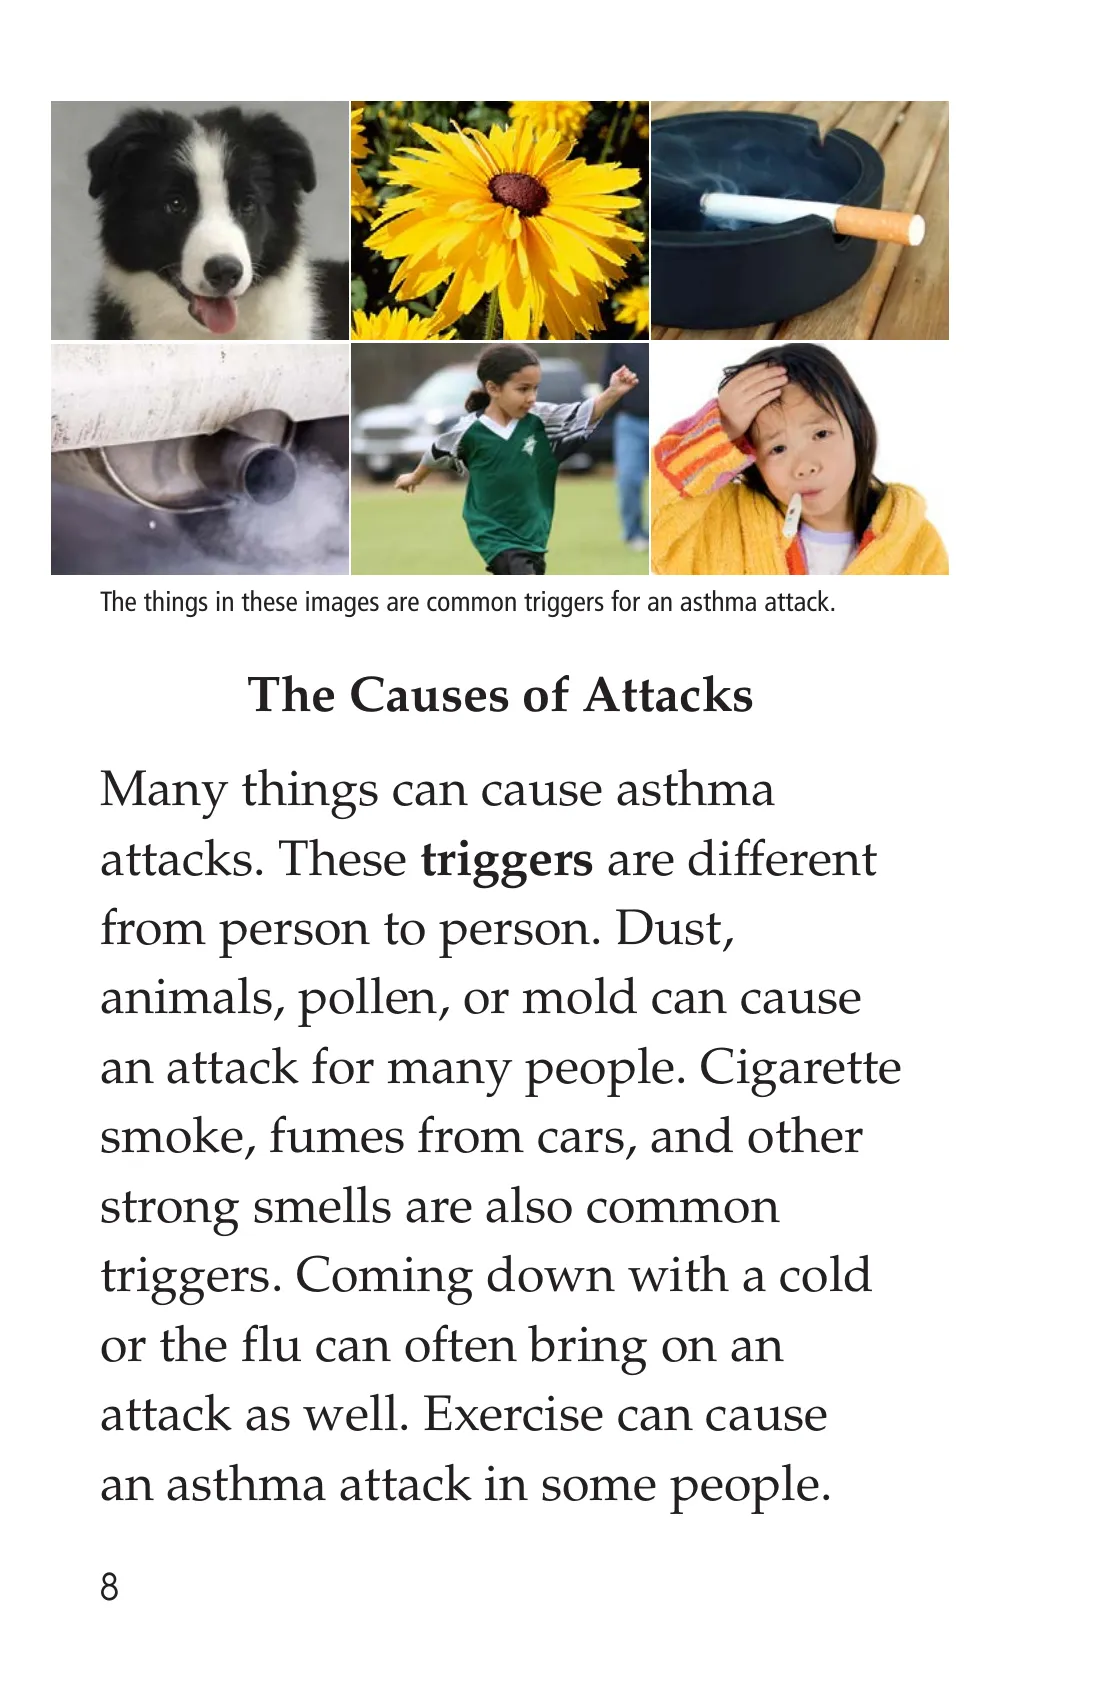 The things in these images are common triggers for an asthma attack.
The Causes of Attacks
Many things can cause asthma
attacks. These triggers are different
from person to person. Dust,
animals, pollen, or mold can cause
an attack for many people. Cigarette
smoke, fumes from cars, and other
strong smells are also common
triggers. Coming down with a cold
or the flu can often bring on an
attack as well. Exercise can cause
an asthma attack in some people.
8